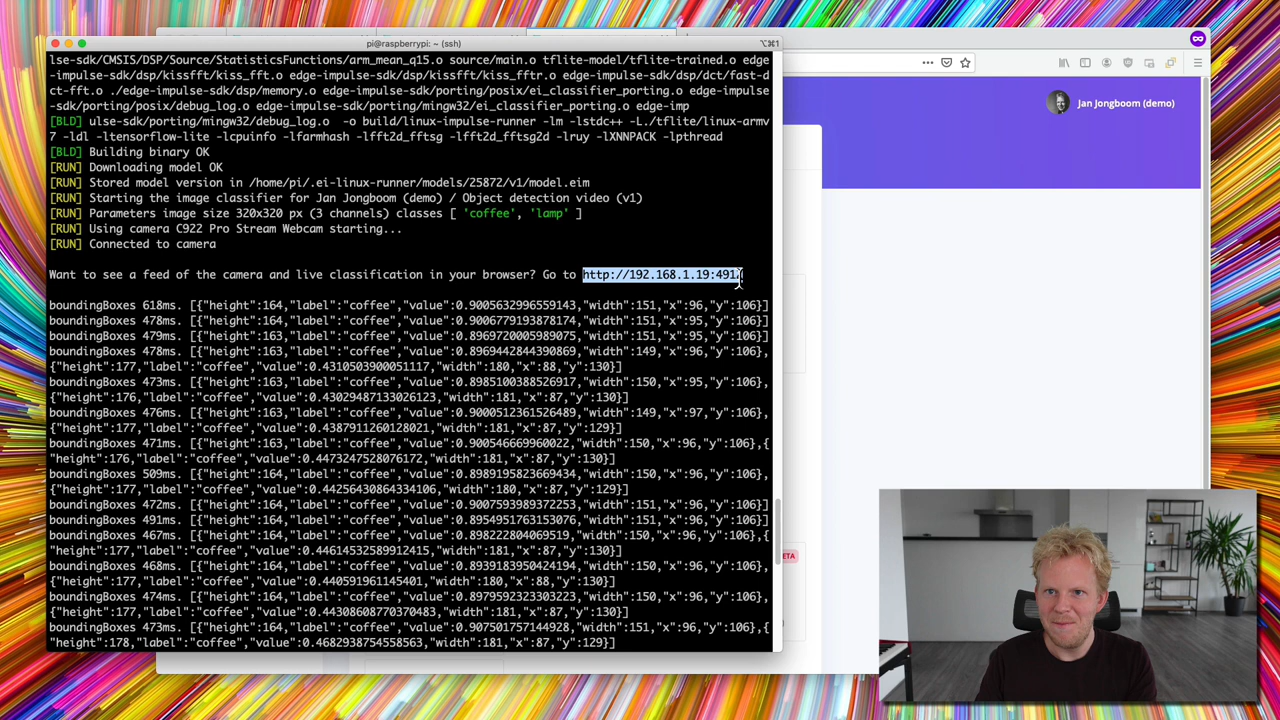 pi@raspberrypi: ~ (ssh)
⌥⌘1
lse-sdk/CMSIS/DSP/Source/StatisticsFunctions/arm_mean_q15.o source/main.o tflite-model/tflite-trained.o edge
-impulse-sdk/dsp/kissfft/kiss_fft.o edge-impulse-sdk/dsp/kissfft/kiss_fftr.o edge-impulse-sdk/dsp/dct/fast-d
ct-fft.o ./edge-impulse-sdk/dsp/memory.o edge-impulse-sdk/porting/posix/ei_classifier_porting.o edge-impulse
-sdk/porting/posix/debug_log.o edge-impulse-sdk/porting/mingw32/ei_classifier_porting.o edge-imp
[BLD] ulse-sdk/porting/mingw32/debug_log.o -o build/linux-impulse-runner -lm -lstdc++ -L./tflite/linux-armv
7 -ldl -ltensorflow-lite -lcpuinfo -lfarmhash -lfft2d_fftsg -lfft2d_fftsg2d -lruy -lXNNPACK -lpthread
[BLD] Building binary OK
[RUN] Downloading model OK
[RUN] Stored model version in /home/pi/.ei-linux-runner/models/25872/v1/model.eim
[RUN] Starting the image classifier for Jan Jongboom (demo) / Object detection video (v1)
[RUN] Parameters image size 320x320 px (3 channels) classes [ 'coffee', 'lamp' ]
[RUN] Using camera C922 Pro Stream Webcam starting...
[RUN] Connected to camera
Want to see a feed of the camera and live classification in your browser? Go to http://192.168.1.19:491
boundingBoxes 618ms. [{"height":164,"label":"coffee","value":0.9005632996559143,"width":151,"x":96,"y":106}]
boundingBoxes 478ms. [{"height":164,"label":"coffee","value":0.9006779193878174,"width":151,"x":95,"y":106}]
boundingBoxes 479ms. [{"height":163,"label":"coffee","value":0.8969720005989075,"width":151,"x":95,"y":106}]
boundingBoxes 478ms. [{"height":163,"label":"coffee","value":0.8969442844390869,"width":149,"x":96,"y":106},
{"height":177,"label":"coffee","value":0.4310503900051117,"width":180,"x":88,"y":130}]
boundingBoxes 473ms. [{"height":163,"label":"coffee","value":0.8985100388526917,"width":150,"x":95,"y":106},
{"height":176,"label":"coffee","value":0.43029487133026123,"width":181,"x":87,"y":130}]
boundingBoxes 476ms. [{"height":163,"label":"coffee","value":0.9000512361526489,"width":149,"x":97,"y":106},
{"height":177,"label":"coffee","value":0.4387911260128021,"width":181,"x":87,"y":129}]
boundingBoxes 471ms. [{"height":163,"label":"coffee","value":0.900546669960022,"width":150,"x":96,"y":106},{
"height":176,"label":"coffee","value":0.4473247528076172,"width":181,"x":87,"y":130}]
boundingBoxes 509ms. [{"height":164,"label":"coffee","value":0.8989195823669434,"width":150,"x":96,"y":106},
{"height":177,"label":"coffee","value":0.44256430864334106,"width":180,"x":87,"y":129}]
boundingBoxes 472ms. [{"height":164,"label":"coffee","value":0.9007593989372253,"width":151,"x":96,"y":106}]
boundingBoxes 491ms. [{"height":164,"label":"coffee","value":0.8954951763153076,"width":151,"x":96,"y":106}]
boundingBoxes 467ms. [{"height":164,"label":"coffee","value":0.898222804069519,"width":150,"x":96,"y":106},{
"height":177,"label":"coffee","value":0.44614532589912415,"width":181,"x":87,"y":130}]
boundingBoxes 468ms. [{"height":164,"label":"coffee","value":0.8939183950424194,"width":150,"x":96,"y":106},
{"height":177,"label":"coffee","value":0.440591961145401,"width":180,"x":88,"y":130}]
boundingBoxes 474ms. [{"height":164,"label":"coffee","value":0.8979592323303223,"width":150,"x":96,"y":106},
{"height":177,"label":"coffee","value":0.44308608770370483,"width":181,"x":87,"y":129}]
boundingBoxes 473ms. [{"height":164,"label":"coffee","value":0.907501757144928,"width":151,"x":96,"y":106},{
"height":178,"label":"coffee","value":0.4682938754558563,"width":181,"x":87,"y":129}]
Jan Jongboom (demo)
ETA